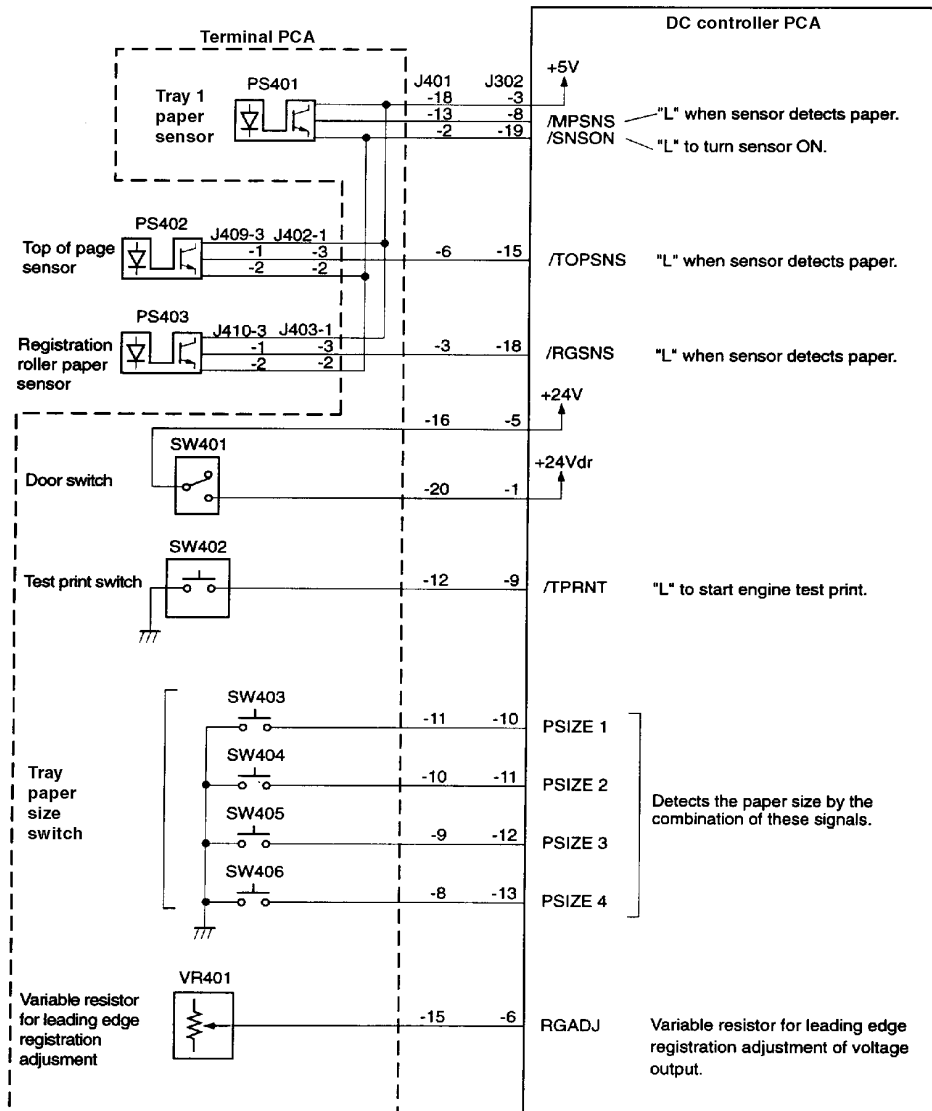 DC controller PCA
Terminal PCA
+5V
PS401
J401
J302
Tray 1
paper
sensor
-18
-3
-13
-8
/MPSNS
"L" when sensor detects paper.
-2
-19
/SNSON
"L" to turn sensor ON.
PS402
Top of page
sensor
J409-3
J402-1
-1
-3
-6
-15
/TOPSNS
"L" when sensor detects paper.
-2
-2
PS403
Registration
roller paper
sensor
J410-3
J403-1
-1
-3
-3
-18
/RGSNS
"L" when sensor detects paper.
-2
-2
+24V
-16
-5
SW401
Door switch
+24Vdr
-20
-1
SW402
Test print switch
-12
-9
/TPRNT
"L" to start engine test print.
SW403
-11
-10
PSIZE 1
SW404
-10
-11
PSIZE 2
Tray
paper
size
switch
Detects the paper size by the
combination of these signals.
SW405
-9
-12
PSIZE 3
SW406
-8
-13
PSIZE 4
VR401
Variable resistor
for leading edge
registration
adjusment
-15
-6
RGADJ
Variable resistor for leading edge
registration adjustment of voltage
output.